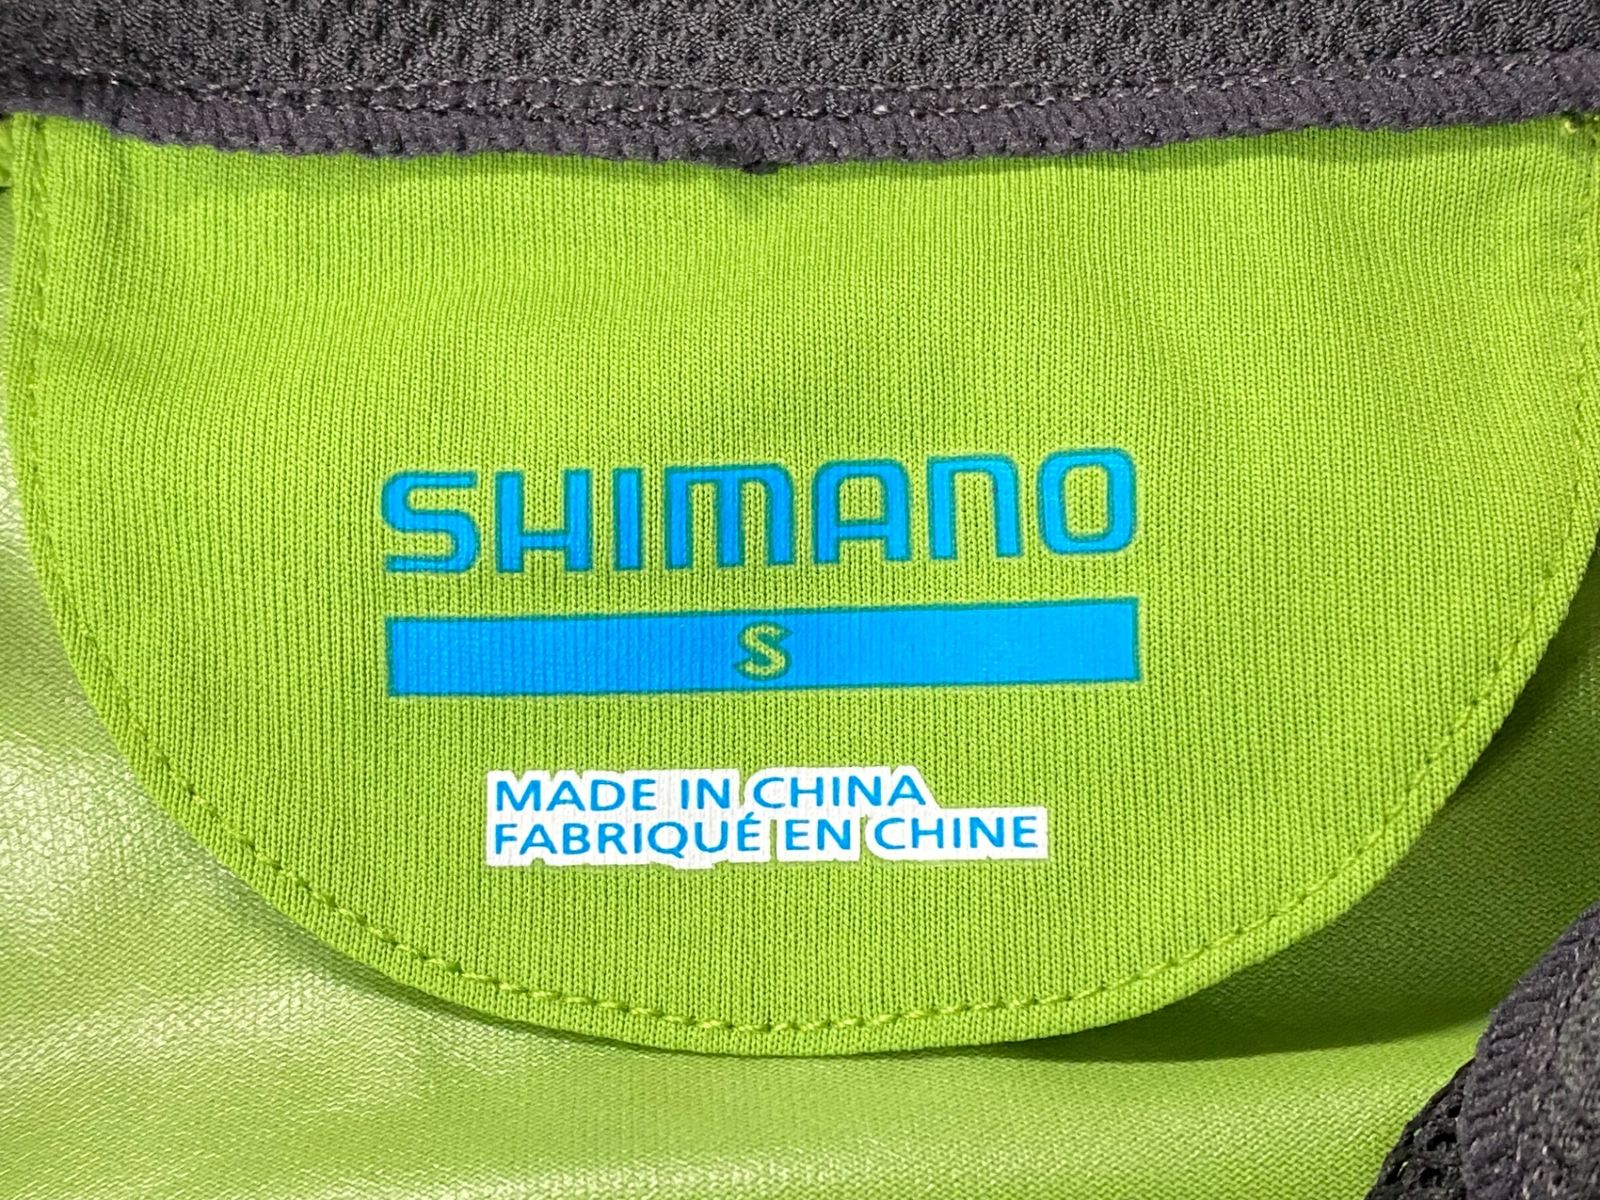 SHIMANO
S
MADE IN CHINA
FABRIQUÉ EN CHINE